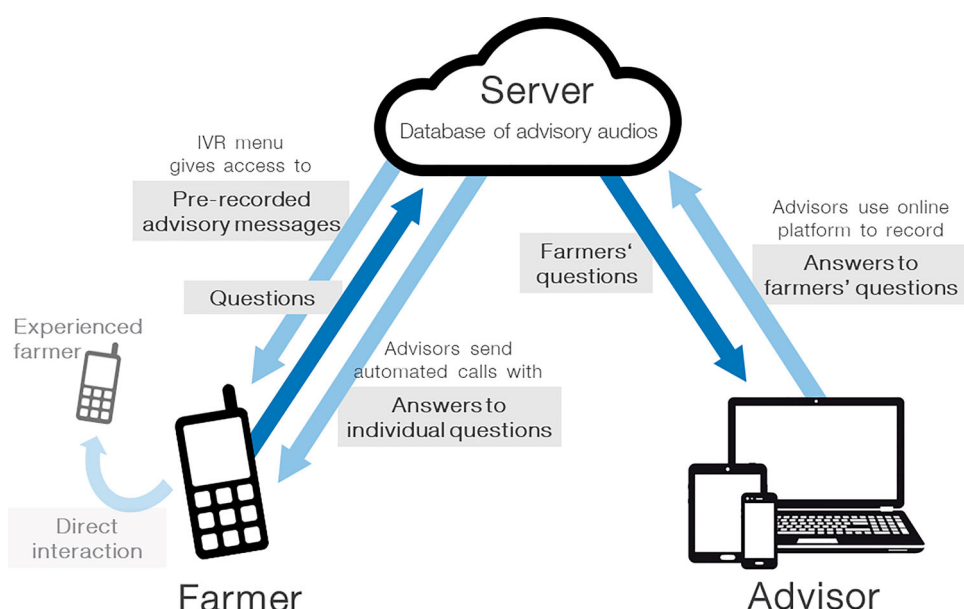 Server
Database of advisory audios
IVR menu
gives access to
Pre-recorded
advisory messages
Questions
Farmers‘
questions
Advisors use online
platform to record
Answers to
farmers’ questions
Experienced
farmer
Advisors send
automated calls with
Answers to
individual questions
Direct
interaction
Farmer
Advisor